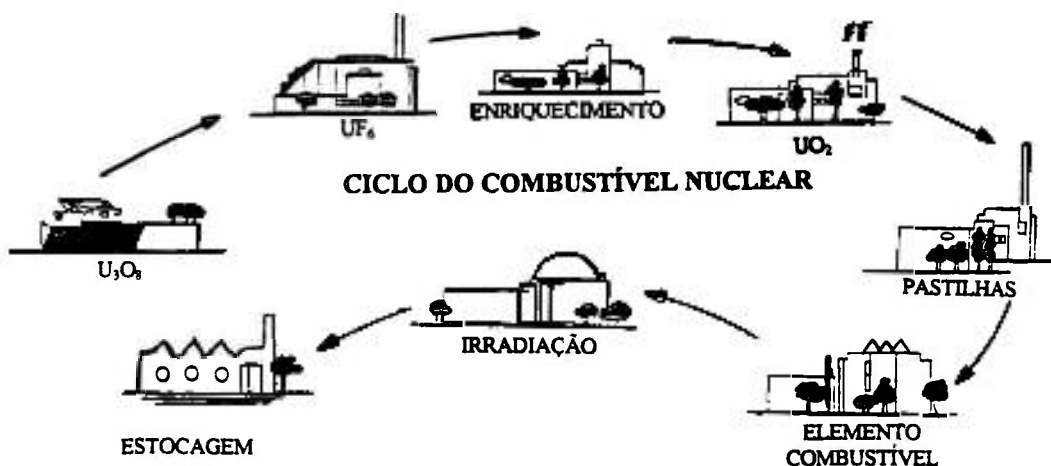 UF₆
ENRIQUECIMENTO
UO₂
CICLO DO COMBUSTÍVEL NUCLEAR
U₃O₈
PASTILHAS
IRRADIAÇÃO
ESTOCAGEM
ELEMENTO
COMBUSTÍVEL